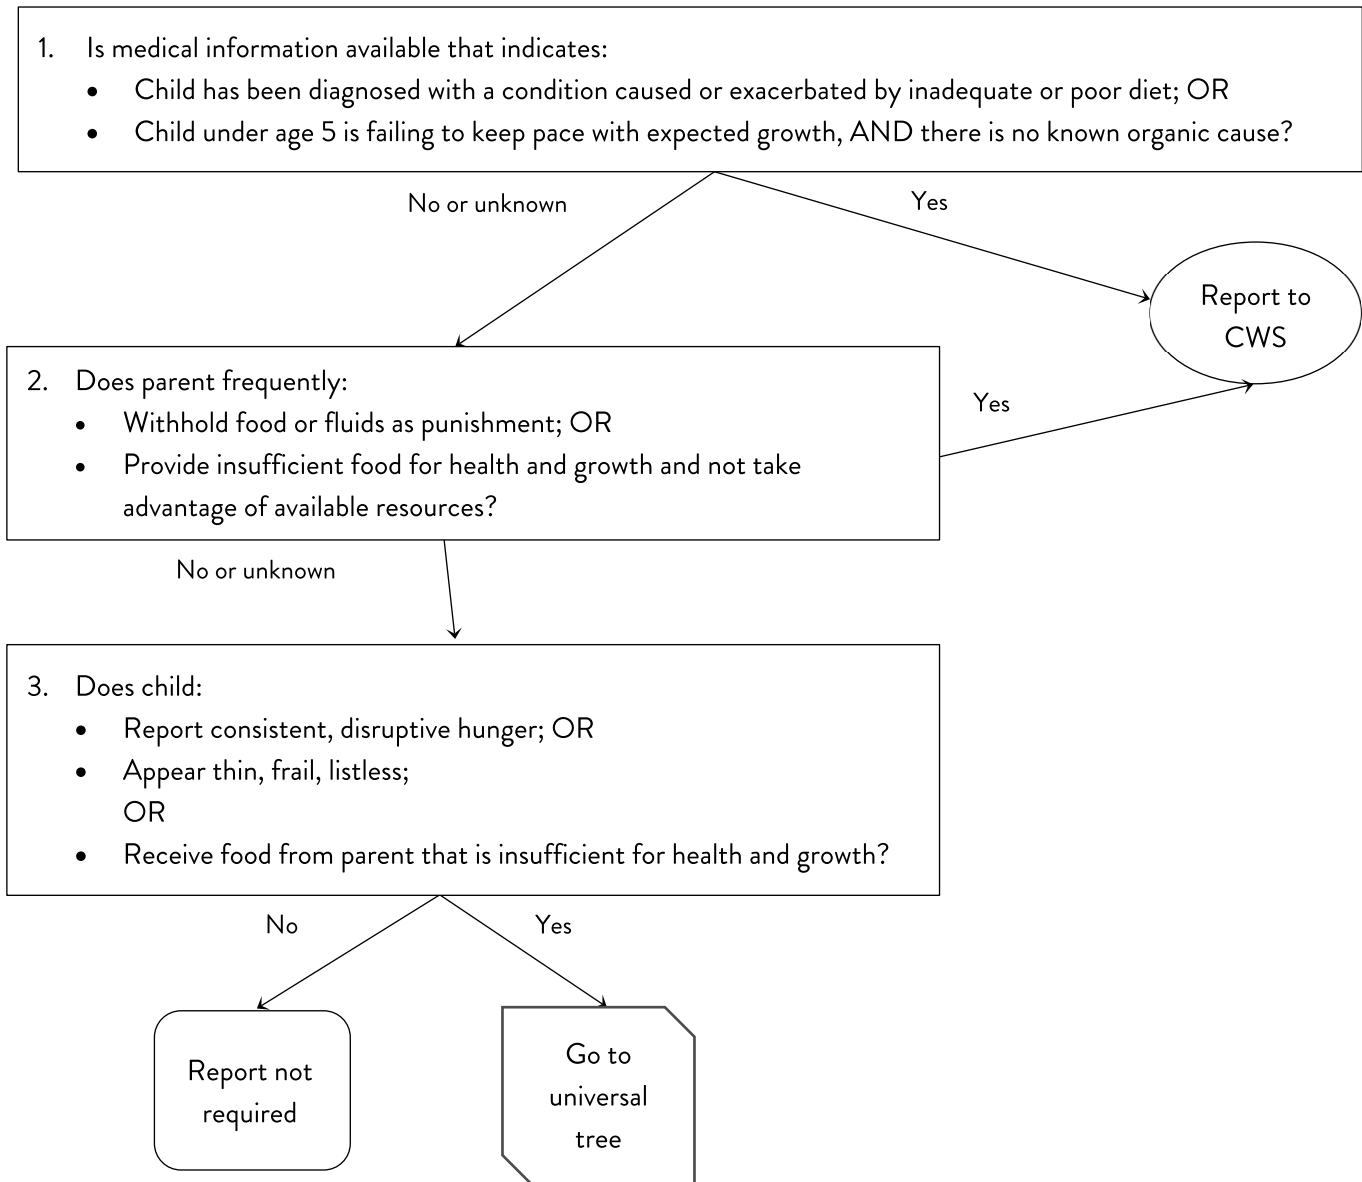 1. Is medical information available that indicates:
• Child has been diagnosed with a condition caused or exacerbated by inadequate or poor diet; OR
• Child under age 5 is failing to keep pace with expected growth, AND there is no known organic cause?
No or unknown
Yes
Report to
CWS
2. Does parent frequently:
• Withhold food or fluids as punishment; OR
• Provide insufficient food for health and growth and not take
advantage of available resources?
Yes
No or unknown
3. Does child:
• Report consistent, disruptive hunger; OR
• Appear thin, frail, listless;
OR
• Receive food from parent that is insufficient for health and growth?
No
Yes
Report not
required
Go to
universal
tree